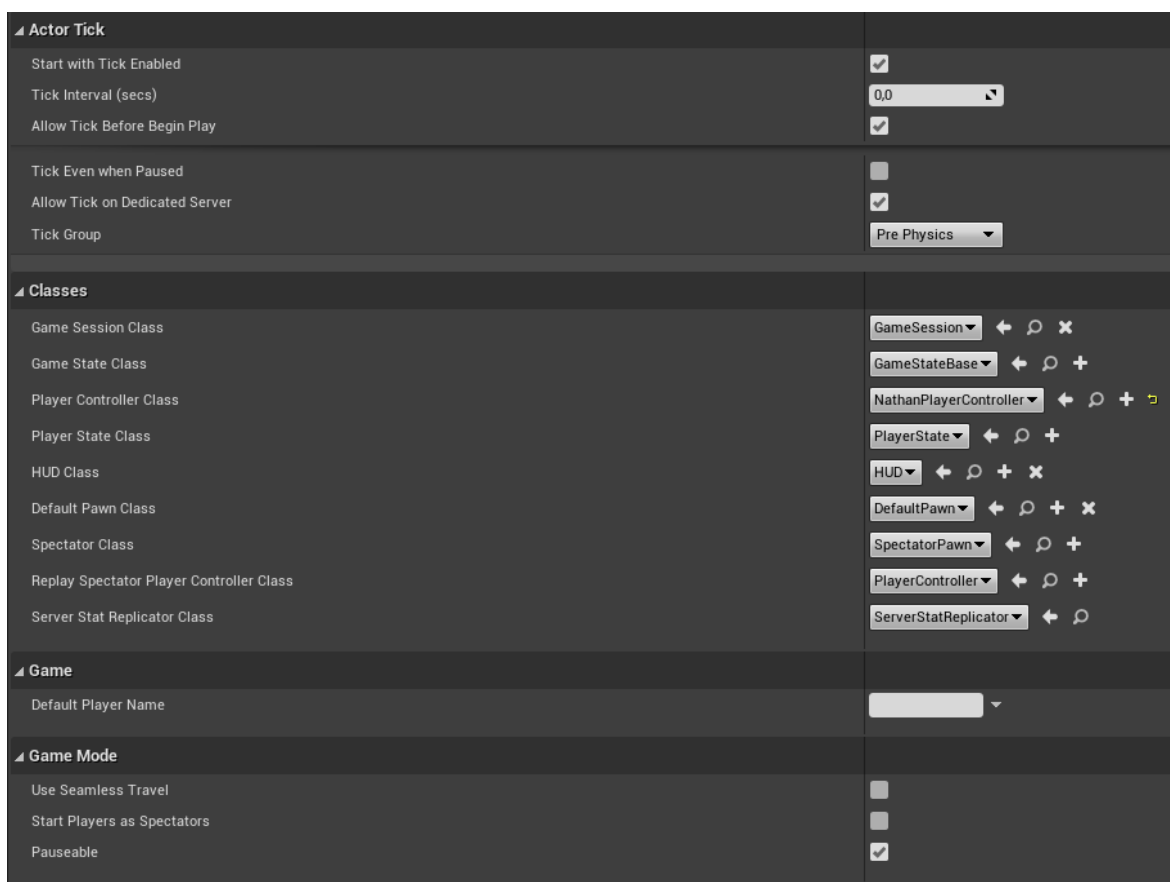 Actor Tick
Start with Tick Enabled
Tick Interval (secs) 0,0
Allow Tick Before Begin Play
Tick Even when Paused
Allow Tick on Dedicated Server
Tick Group Pre Physics
Classes
Game Session Class GameSession
Game State Class GameStateBase
Player Controller Class NathanPlayerController
Player State Class PlayerState
HUD Class HUD
Default Pawn Class DefaultPawn
Spectator Class SpectatorPawn
Replay Spectator Player Controller Class PlayerController
Server Stat Replicator Class ServerStatReplicator
Game
Default Player Name
Game Mode
Use Seamless Travel
Start Players as Spectators
Pauseable